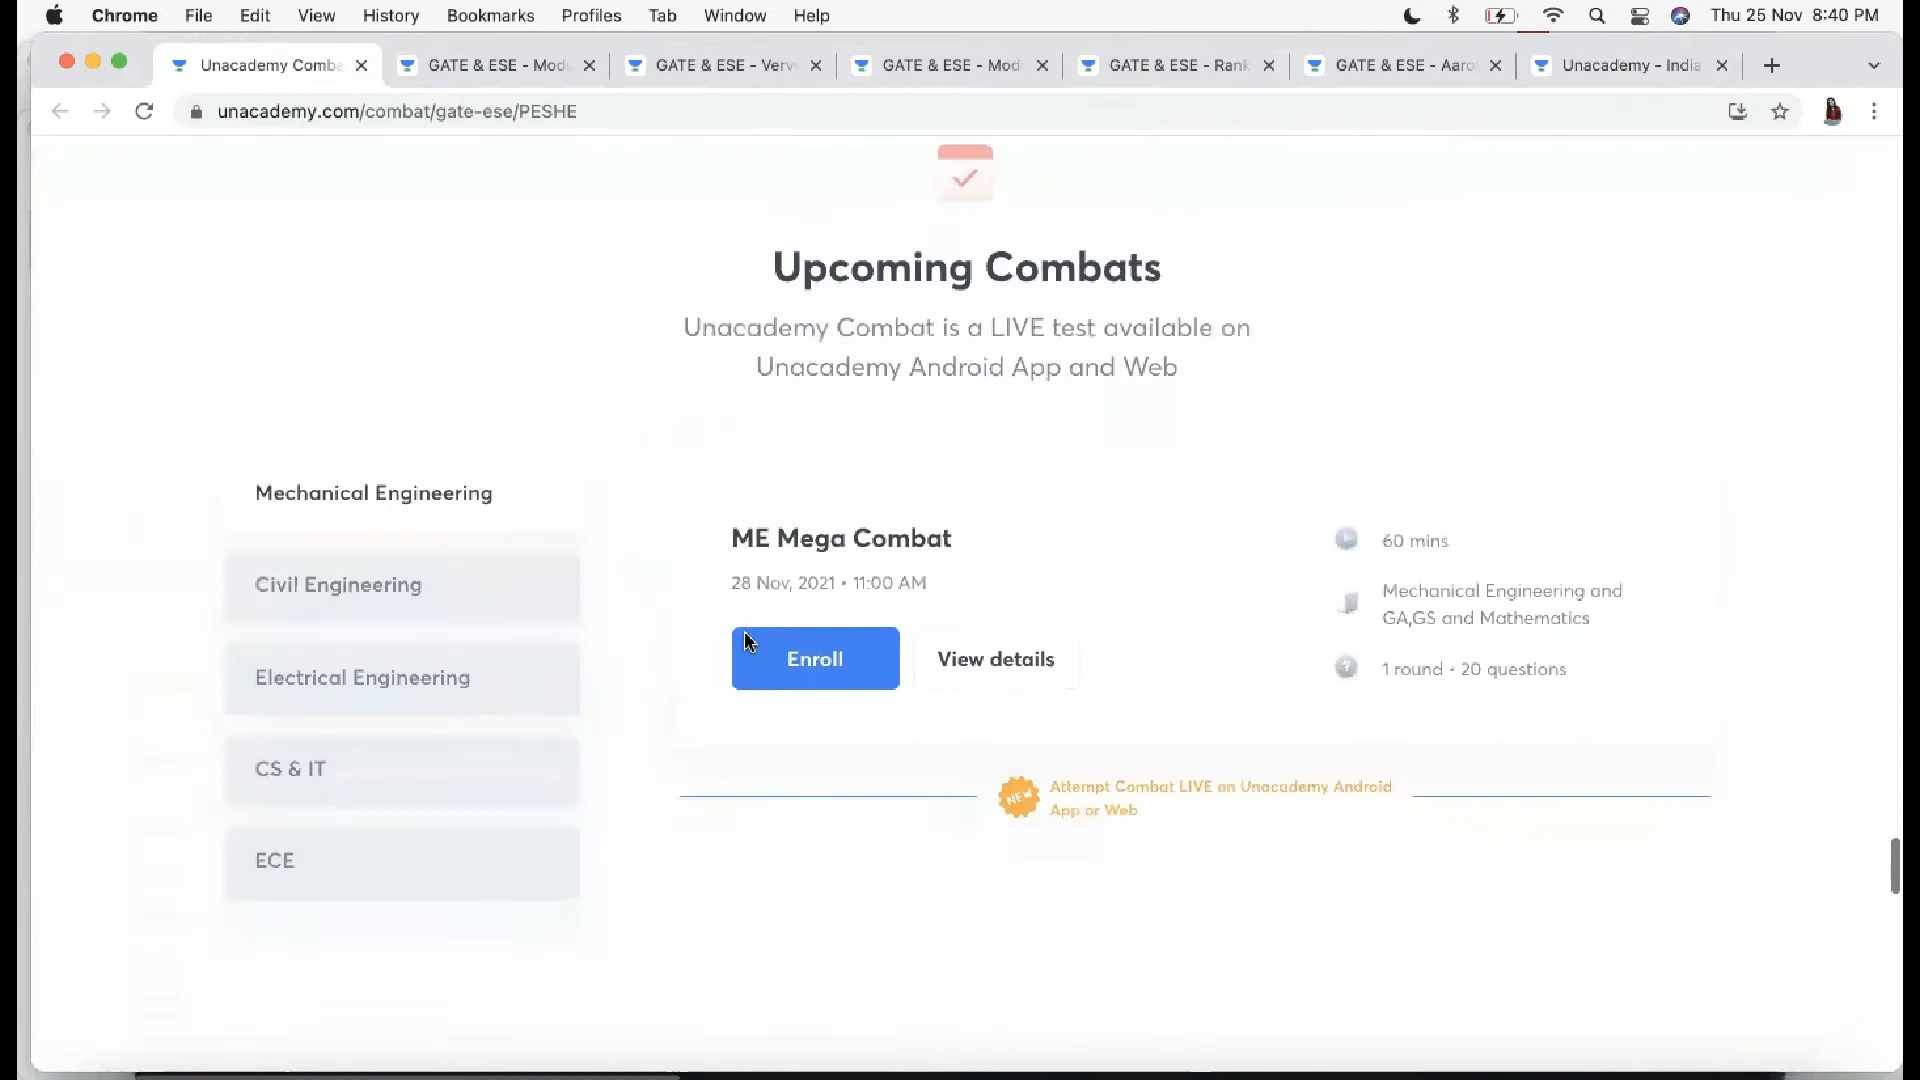 Chrome File Edit View History Bookmarks Profiles Tab Window Help Thu 25 Nov 8:40 PM
Unacademy Comba GATE & ESE - Modu GATE & ESE - Verv GATE & ESE - Modu GATE & ESE - Rank GATE & ESE - Aaro Unacademy - India
unacademy.com/combat/gate-ese/PESHE
Upcoming Combats
Unacademy Combat is a LIVE test available on
Unacademy Android App and Web
Mechanical Engineering
Civil Engineering
Electrical Engineering
CS & IT
ECE
ME Mega Combat
28 Nov, 2021 • 11:00 AM
Enroll View details
60 mins
Mechanical Engineering and
GA,GS and Mathematics
1 round • 20 questions
NEW
Attempt Combat LIVE on Unacademy Android
App or Web